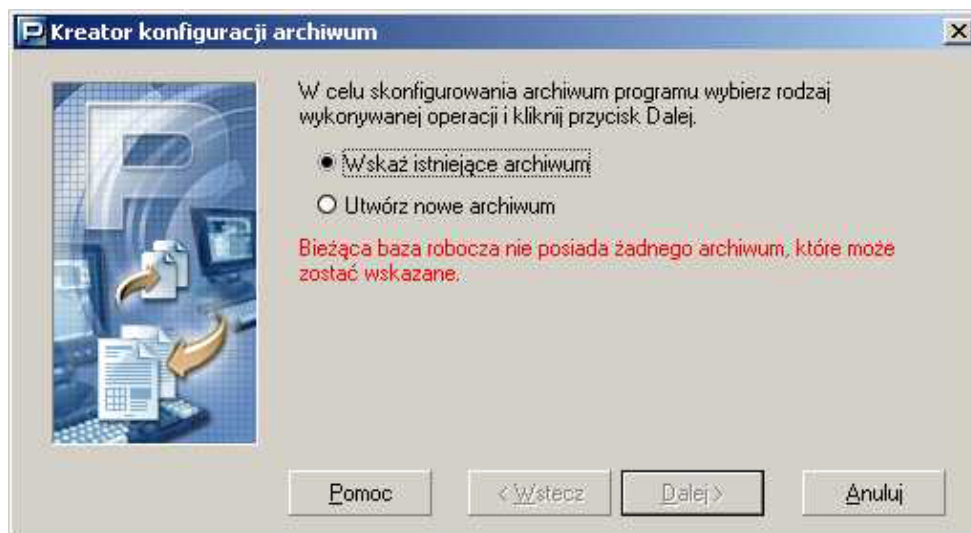 Kreator konfiguracji archiwum
W celu skonfigurowania archiwum programu wybierz rodzaj
wykonywanej operacji i kliknij przycisk Dalej.
Wskaż istniejące archiwum
Utwórz nowe archiwum
Bieżąca baza robocza nie posiada żadnego archiwum, które może
zostać wskazane.
Pomoc
< Wstecz
Dalej >
Anuluj